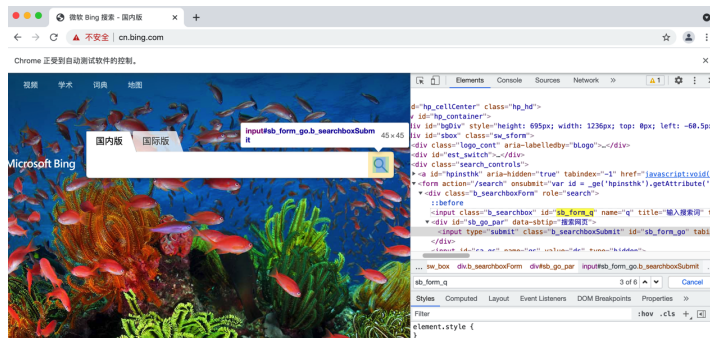 微软 Bing 搜索 - 国内版
不安全 | cn.bing.com
Chrome 正受到自动测试软件的控制。
视频 学术 词典 地图
国内版 国际版
Microsoft Bing
input#sb_form_go.b_searchboxSubm
it
45 × 45
Elements Console Sources Network » 1
d="hp_cellCenter" class="hp_hd">
v id="hp_container">
div id="bgDiv" style="height: 695px; width: 1236px; top: 0px; left: -60.5p
div id="sbox" class="sw_sform">
<div class="logo_cont" aria-labelledby="bLogo">…</div>
<div id="est_switch">…</div>
<div class="search_controls">
<a id="hpinsthk" aria-hidden="true" tabindex="-1" href="javascript:void(
<form action="/search" onsubmit="var id = _ge('hpinsthk').getAttribute('
<div class="b_searchboxForm" role="search">
::before
<input class="b_searchbox" id="sb_form_q" name="q" title="输入搜索词"
<div id="sb_go_par" data-sbtip="搜索网页">
<input type="submit" class="b_searchboxSubmit" id="sb_form_go" tabi
</div>
… sw_box div.b_searchboxForm div#sb_go_par input#sb_form_go.b_searchboxSubmit
sb_form_q 3 of 6 Cancel
Styles Computed Layout Event Listeners DOM Breakpoints Properties »
Filter :hov .cls +
element.style {
}